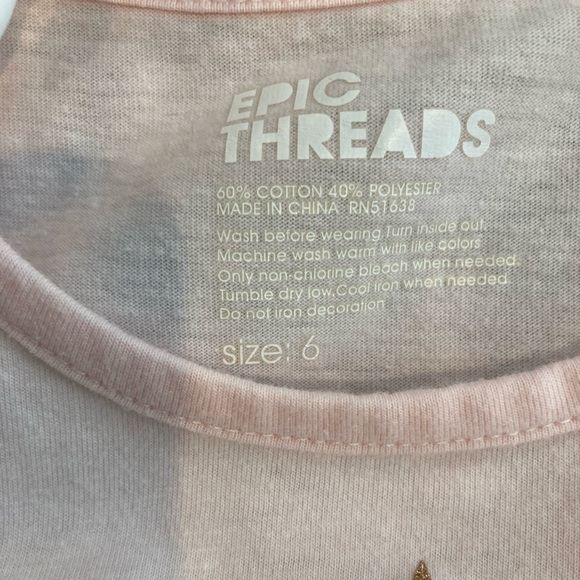 EPIC
THREADS
60% COTTON 40% POLYESTER
MADE IN CHINA RN51638
Wash before wearing Turn inside out.
Machine wash warm with like colors
Only non-chlorine bleach when needed.
Tumble dry low. Cool iron when needed.
Do not iron decoration
size: 6